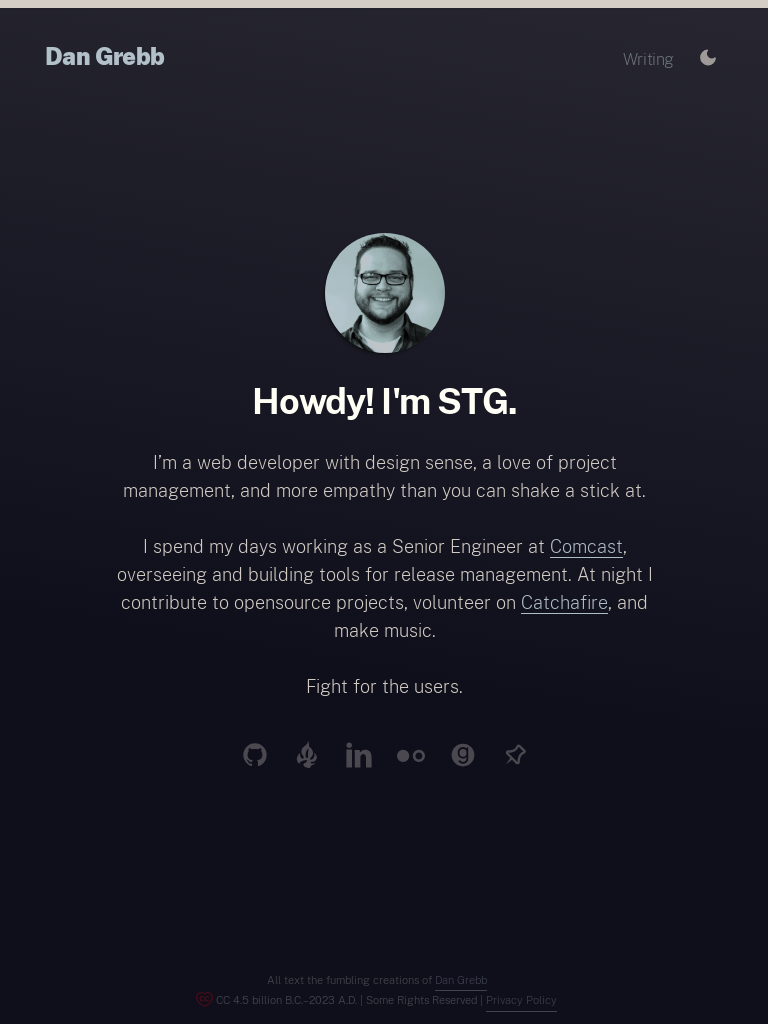 Dan Grebb
Writing
Howdy! I'm STG.
I’m a web developer with design sense, a love of project
management, and more empathy than you can shake a stick at.
I spend my days working as a Senior Engineer at Comcast,
overseeing and building tools for release management. At night I
contribute to opensource projects, volunteer on Catchafire, and
make music.
Fight for the users.
All text the fumbling creations of Dan Grebb
CC 4.5 billion B.C.–2023 A.D. | Some Rights Reserved | Privacy Policy